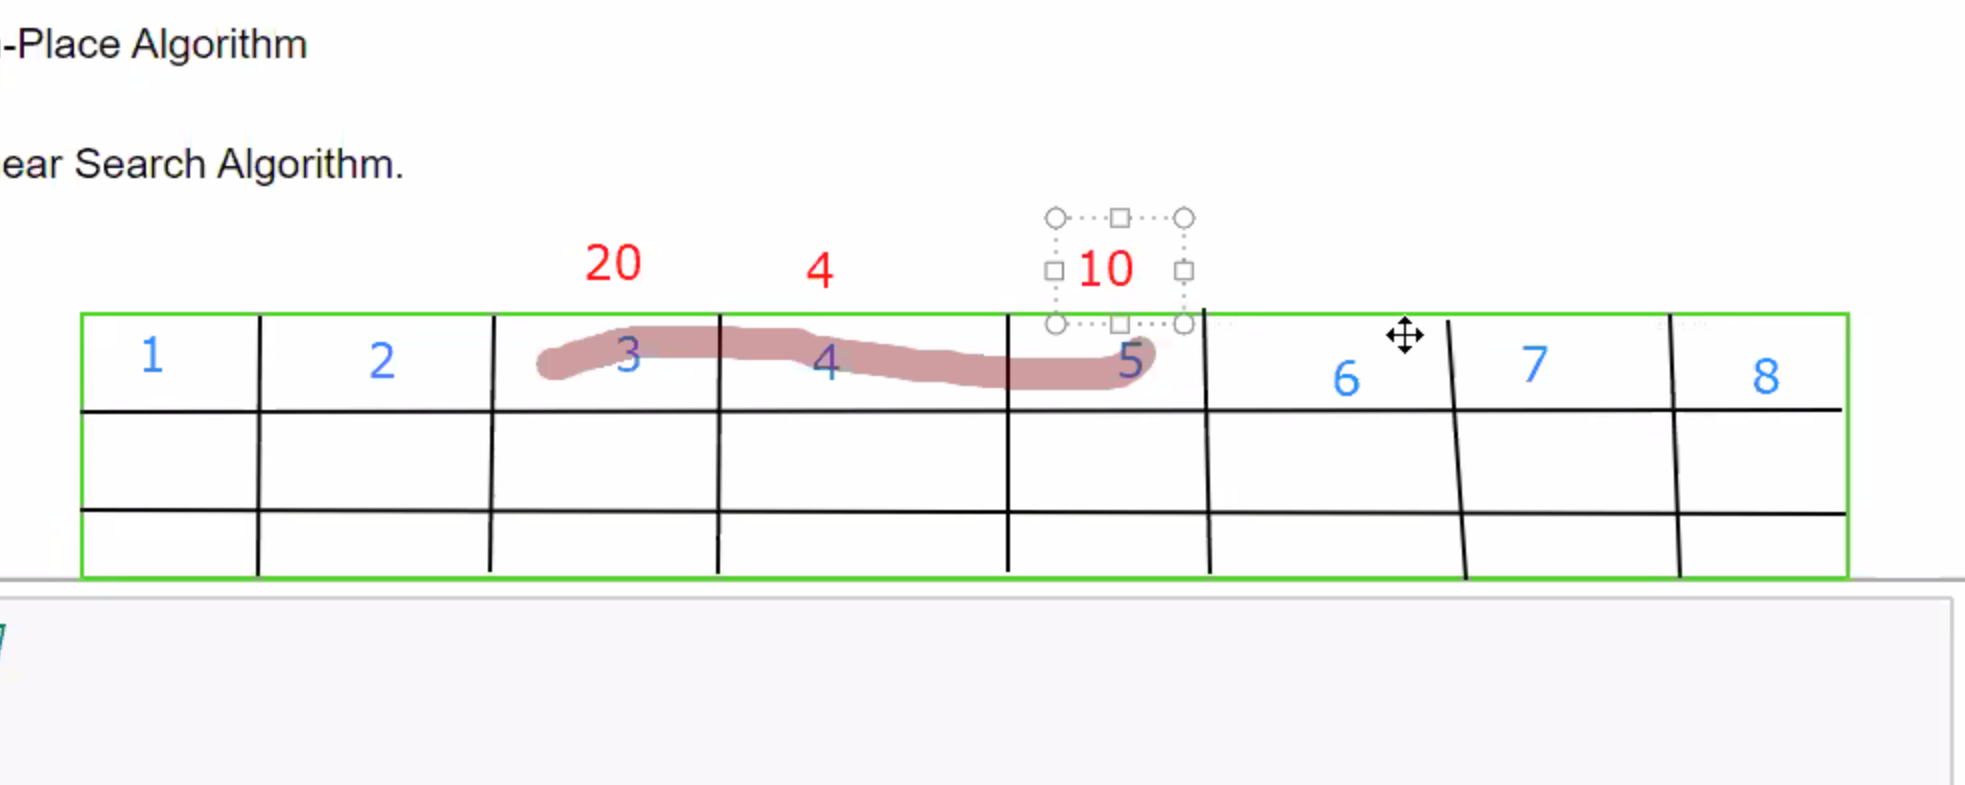 -Place Algorithm
ear Search Algorithm.
20 4 10
1 2 3 4 5 6 7 8